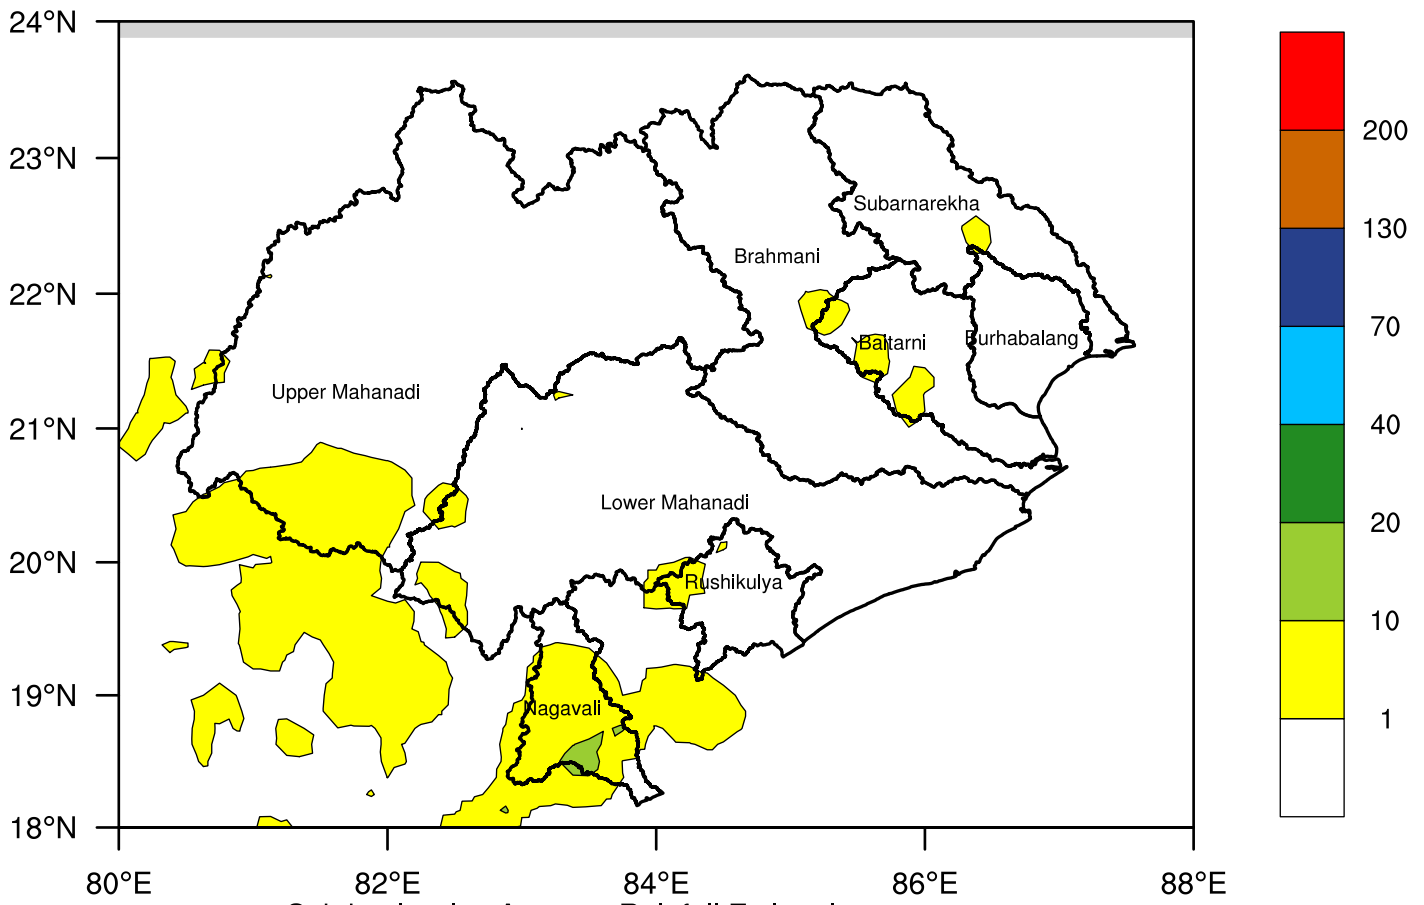 24°N
23°N
22°N
21°N
20°N
19°N
18°N
80°E 82°E 84°E 86°E 88°E
Subarnarekha
Brahmani
Baitarni
Burhabalang
Upper Mahanadi
Lower Mahanadi
Rushikulya
Nagavali
200
130
70
40
20
10
1